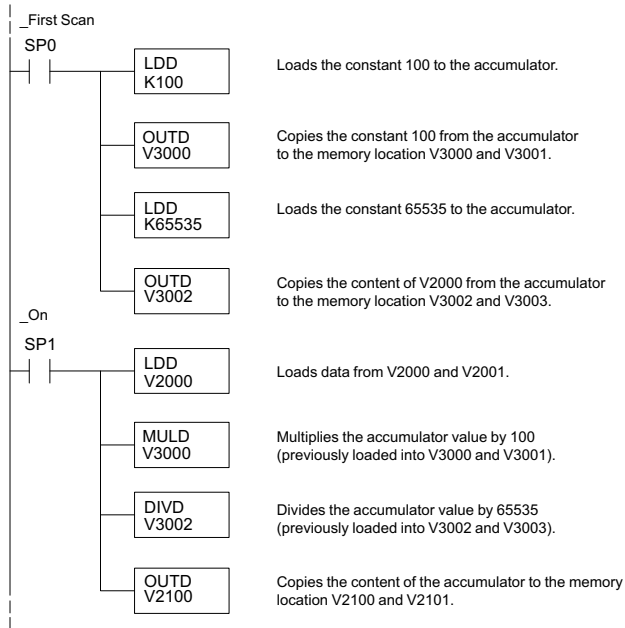 _First Scan
SP0
LDD
K100
Loads the constant 100 to the accumulator.
OUTD
V3000
Copies the constant 100 from the accumulator
to the memory location V3000 and V3001.
LDD
K65535
Loads the constant 65535 to the accumulator.
OUTD
V3002
Copies the content of V2000 from the accumulator
to the memory location V3002 and V3003.
_On
SP1
LDD
V2000
Loads data from V2000 and V2001.
MULD
V3000
Multiplies the accumulator value by 100
(previously loaded into V3000 and V3001).
DIVD
V3002
Divides the accumulator value by 65535
(previously loaded into V3002 and V3003).
OUTD
V2100
Copies the content of the accumulator to the memory
location V2100 and V2101.